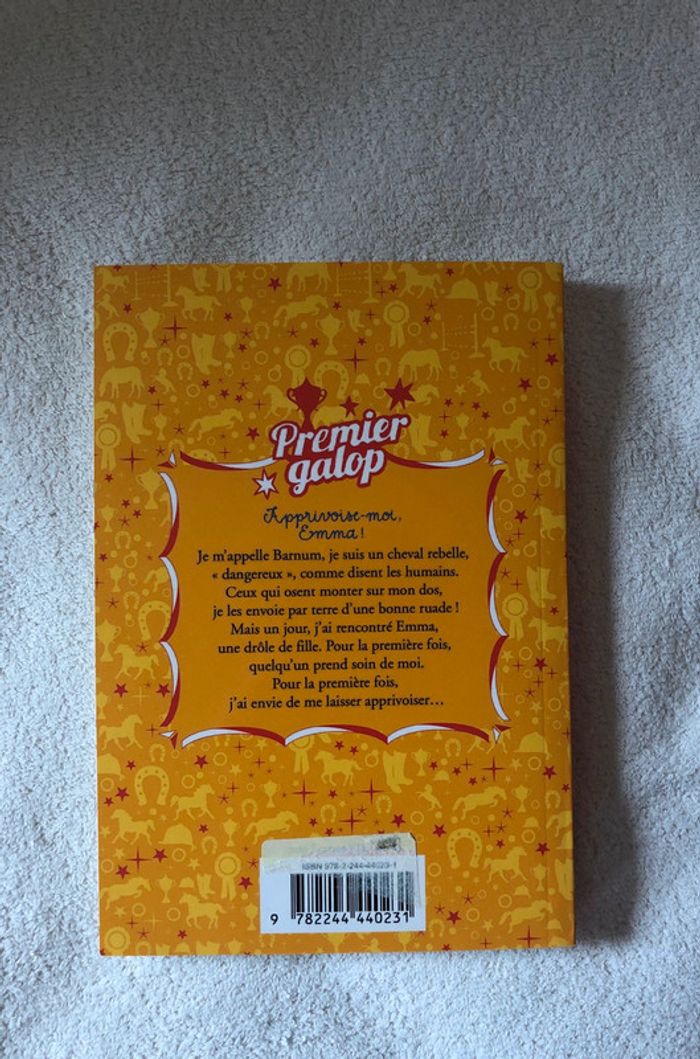 Premier
galop
Apprivoise-moi,
Emma !
Je m'appelle Barnum, je suis un cheval rebelle,
« dangereux », comme disent les humains.
Ceux qui osent monter sur mon dos,
je les envoie par terre d'une bonne ruade !
Mais un jour, j'ai rencontré Emma,
une drôle de fille. Pour la première fois,
quelqu'un prend soin de moi.
Pour la première fois,
j'ai envie de me laisser apprivoiser…
ISBN 978-2-244-44023-1
9 782244 440231